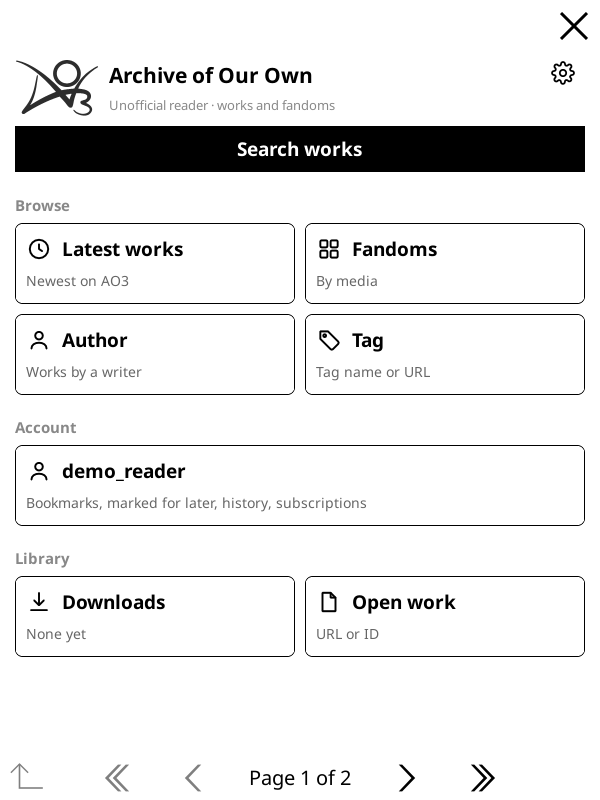 Archive of Our Own
Unofficial reader · works and fandoms
Search works
Browse
Latest works
Newest on AO3
Fandoms
By media
Author
Works by a writer
Tag
Tag name or URL
Account
demo_reader
Bookmarks, marked for later, history, subscriptions
Library
Downloads
None yet
Open work
URL or ID
Page 1 of 2